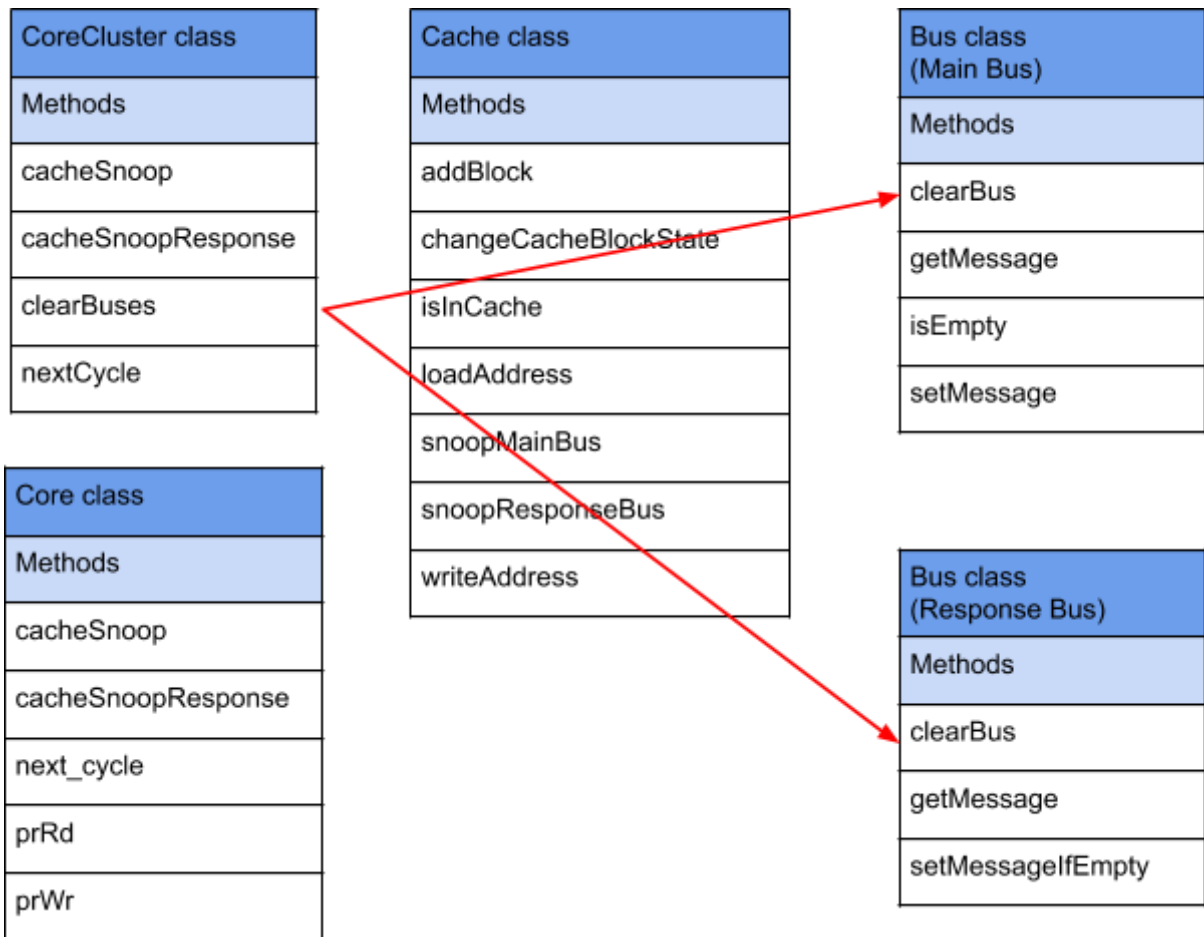 CoreCluster class
Methods
cacheSnoop
cacheSnoopResponse
clearBuses
nextCycle
Core class
Methods
cacheSnoop
cacheSnoopResponse
next_cycle
prRd
prWr
Cache class
Methods
addBlock
changeCacheBlockState
isInCache
loadAddress
snoopMainBus
snoopResponseBus
writeAddress
Bus class
(Main Bus)
Methods
clearBus
getMessage
isEmpty
setMessage
Bus class
(Response Bus)
Methods
clearBus
getMessage
setMessageIfEmpty